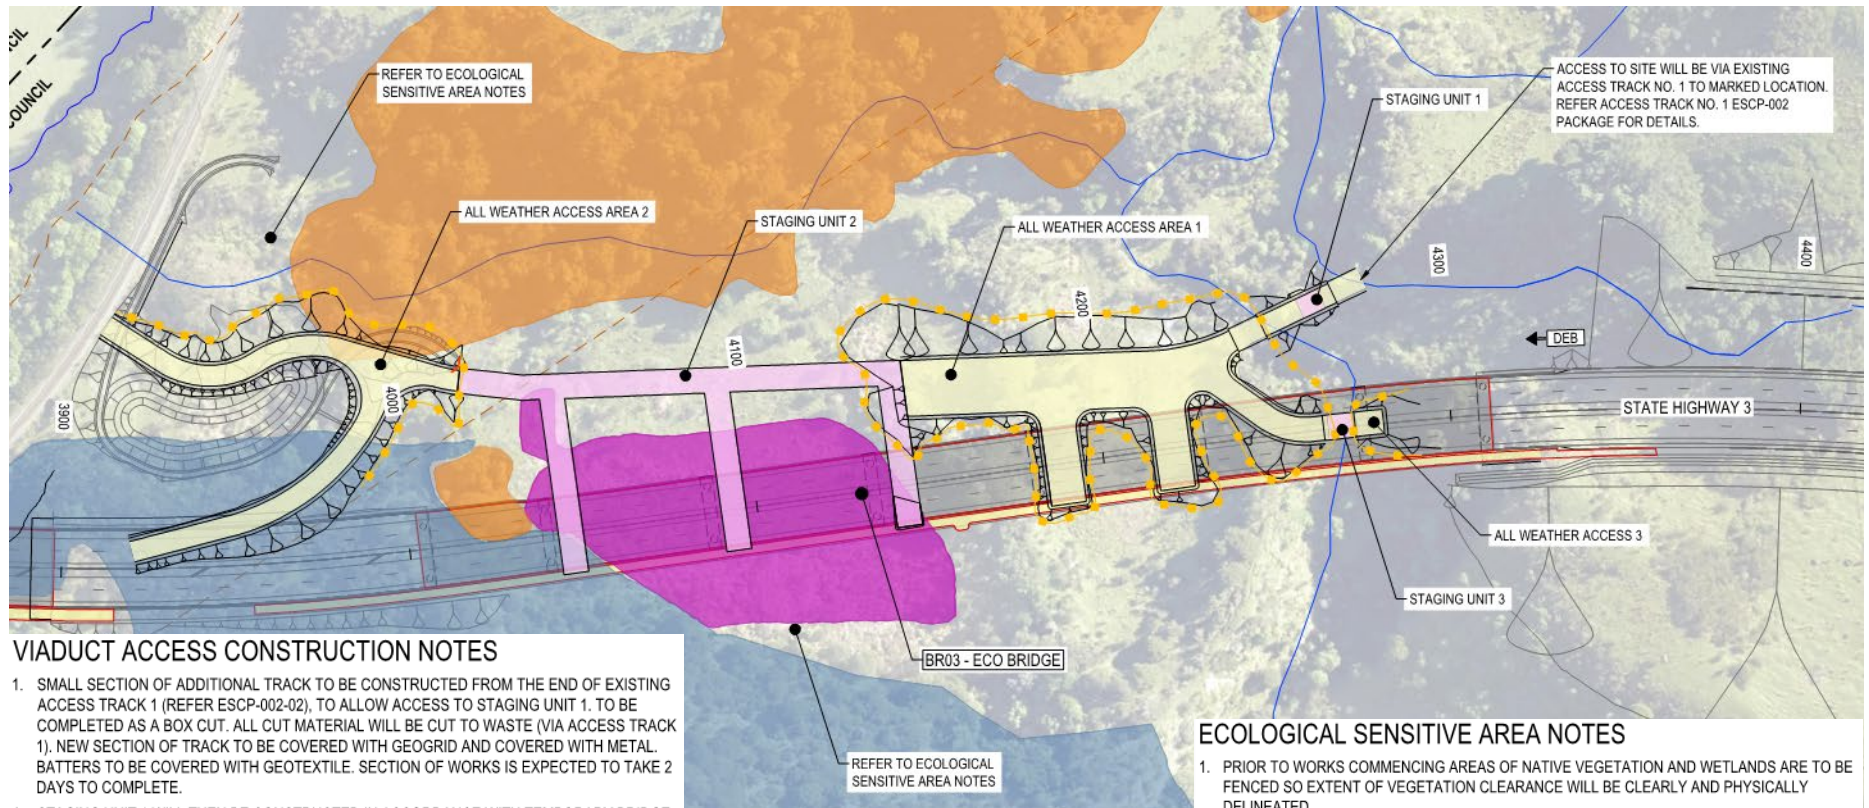 CIL
COUNCIL
REFER TO ECOLOGICAL
SENSITIVE AREA NOTES
ALL WEATHER ACCESS AREA 2
STAGING UNIT 2
ALL WEATHER ACCESS AREA 1
STAGING UNIT 1
ACCESS TO SITE WILL BE VIA EXISTING
ACCESS TRACK NO. 1 TO MARKED LOCATION.
REFER ACCESS TRACK NO. 1 ESCP-002
PACKAGE FOR DETAILS.
3900
4000
4100
4200
4300
4400
DEB
STATE HIGHWAY 3
ALL WEATHER ACCESS 3
STAGING UNIT 3
BR03 - ECO BRIDGE
REFER TO ECOLOGICAL
SENSITIVE AREA NOTES
VIADUCT ACCESS CONSTRUCTION NOTES
1. SMALL SECTION OF ADDITIONAL TRACK TO BE CONSTRUCTED FROM THE END OF EXISTING
ACCESS TRACK 1 (REFER ESCP-002-02), TO ALLOW ACCESS TO STAGING UNIT 1. TO BE
COMPLETED AS A BOX CUT. ALL CUT MATERIAL WILL BE CUT TO WASTE (VIA ACCESS TRACK
1). NEW SECTION OF TRACK TO BE COVERED WITH GEOGRID AND COVERED WITH METAL.
BATTERS TO BE COVERED WITH GEOTEXTILE. SECTION OF WORKS IS EXPECTED TO TAKE 2
DAYS TO COMPLETE.
ECOLOGICAL SENSITIVE AREA NOTES
1. PRIOR TO WORKS COMMENCING AREAS OF NATIVE VEGETATION AND WETLANDS ARE TO BE
FENCED SO EXTENT OF VEGETATION CLEARANCE WILL BE CLEARLY AND PHYSICALLY
DELINEATED